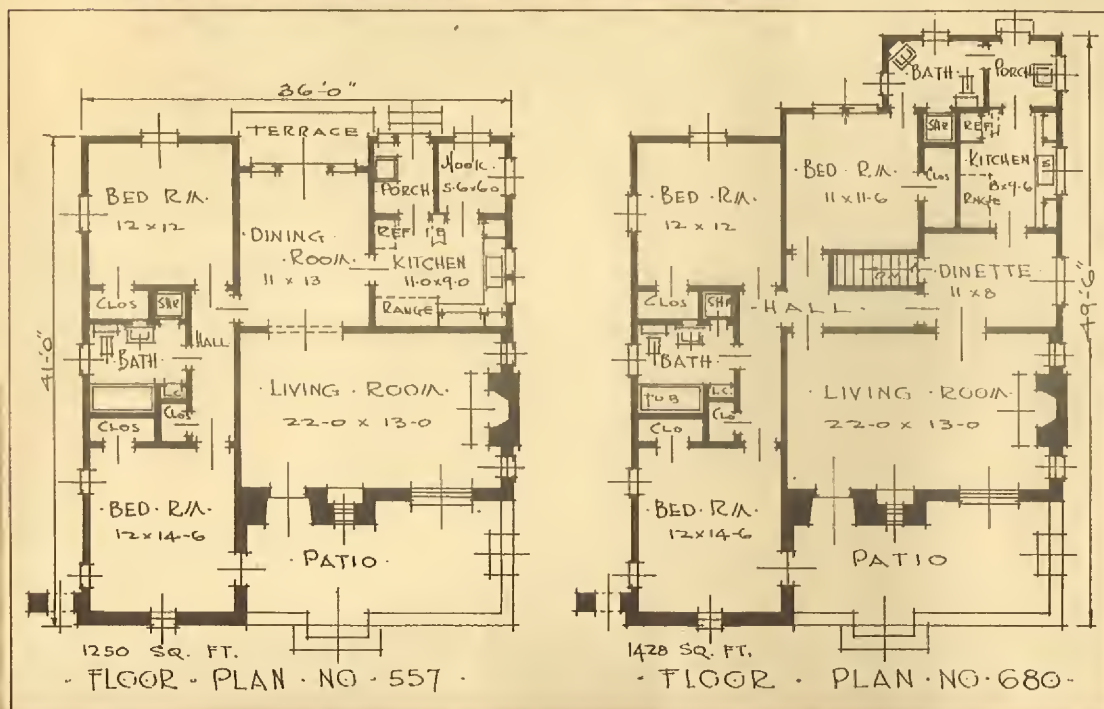 36'-0"
TERRACE
41'-0"
BED R'M.
12 x 12
·DINING
ROOM·
11 x 13
PORCH
NOOK
5-6x6-0
REF
I'B
KITCHEN
11-0x9-0
RANGE
CLOS
SHR
HALL
BATH
L.C.
CLOS
CLOS
·LIVING ROOM·
22-0 x 13-0
·BED·R'M·
12x14-6
·PATIO·
1250 SQ. FT.
·FLOOR·PLAN·NO·557·
BATH
PORCH
49'-6"
SHR
REF
·BED R'M·
12 x 12
·BED R'M·
11 x 11-6
CLOS
·KITCHEN
8x9-6
RNGE
·DINETTE
11 x 8
CLOS
SHR
·HALL·
BATH
TUB
L.C.
CLO
CLO
·LIVING ROOM·
22-0 x 13-0
·BED·R'M·
12x14-6
PATIO
1428 SQ. FT.
·FLOOR· PLAN·NO·680·